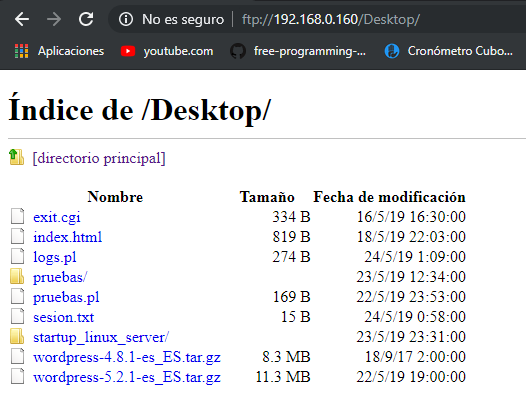 No es seguro | ftp://192.168.0.160/Desktop/
Aplicaciones youtube.com free-programming-... Cronómetro Cubo...
Índice de /Desktop/
[directorio principal]
Nombre Tamaño Fecha de modificación
exit.cgi 334 B 16/5/19 16:30:00
index.html 819 B 18/5/19 22:03:00
logs.pl 274 B 24/5/19 1:09:00
pruebas/ 23/5/19 12:34:00
pruebas.pl 169 B 22/5/19 23:53:00
sesion.txt 15 B 24/5/19 0:58:00
startup_linux_server/ 23/5/19 23:31:00
wordpress-4.8.1-es_ES.tar.gz 8.3 MB 18/9/17 2:00:00
wordpress-5.2.1-es_ES.tar.gz 11.3 MB 22/5/19 19:00:00